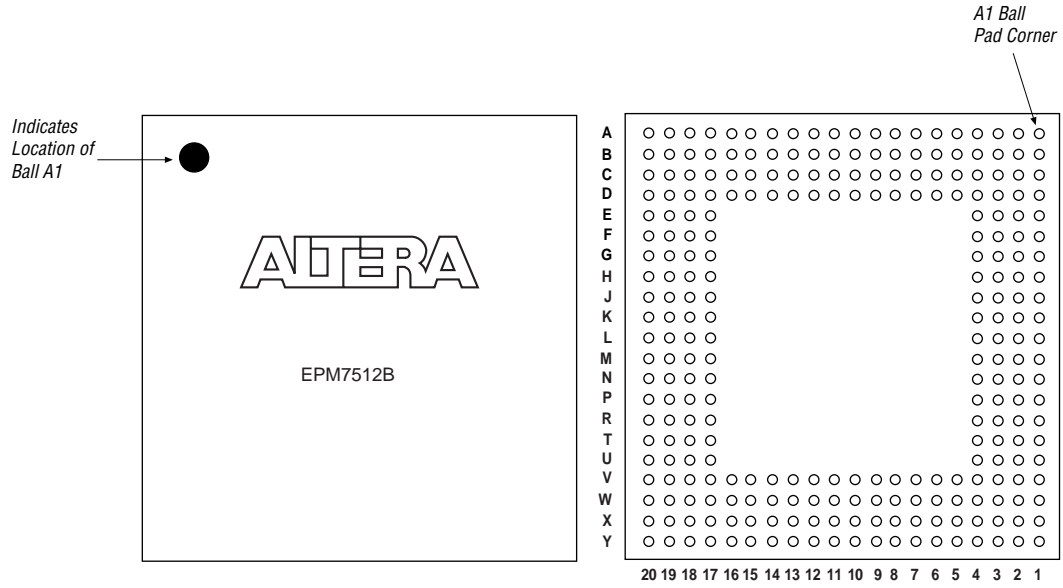 A1 Ball
Pad Corner
Indicates
Location of
Ball A1
ALTERA
EPM7512B
A
B
C
D
E
F
G
H
J
K
L
M
N
P
R
T
U
V
W
X
Y
20 19 18 17 16 15 14 13 12 11 10 9 8 7 6 5 4 3 2 1